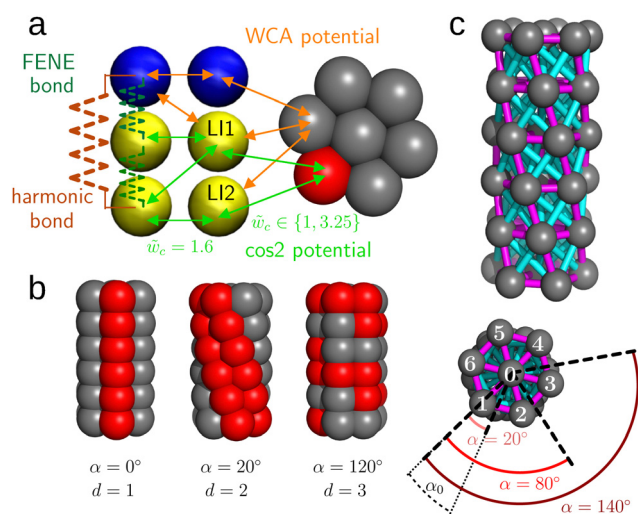 a
WCA potential
FENE
bond
LI1
LI2
harmonic
bond
w̃c = 1.6
w̃c ∈ {1, 3.25}
cos2 potential
b
α = 0°
d = 1
α = 20°
d = 2
α = 120°
d = 3
c
5
4
6
0
3
1
2
α = 20°
α0
α = 80°
α = 140°